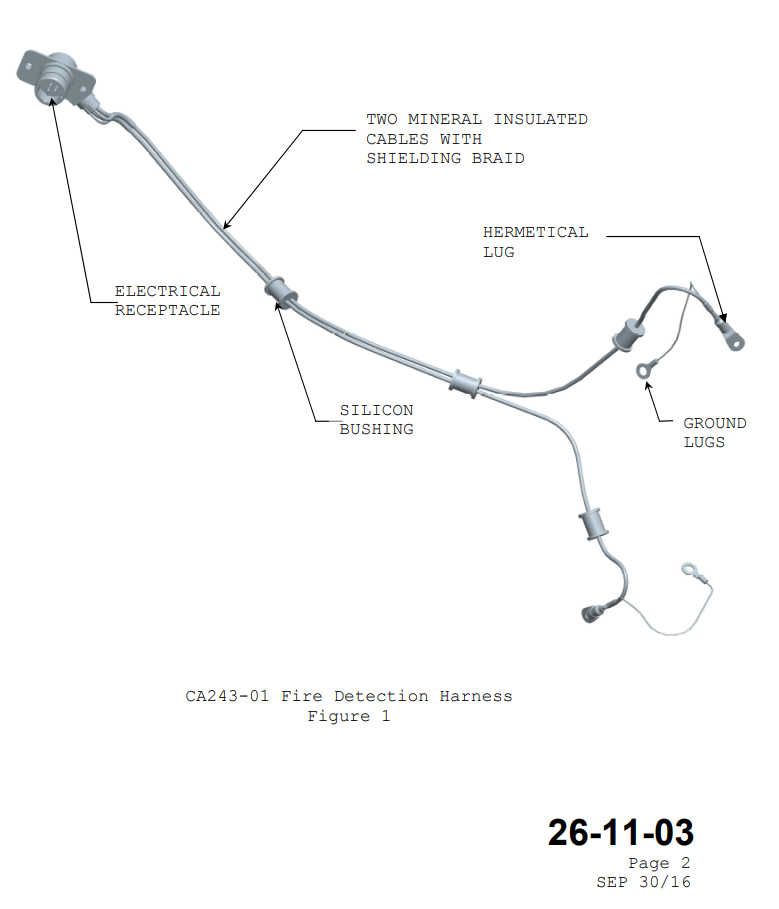 TWO MINERAL INSULATED
CABLES WITH
SHIELDING BRAID
HERMETICAL
LUG
ELECTRICAL
RECEPTACLE
SILICON
BUSHING
GROUND
LUGS
CA243-01 Fire Detection Harness
Figure 1
26-11-03
Page 2
SEP 30/16